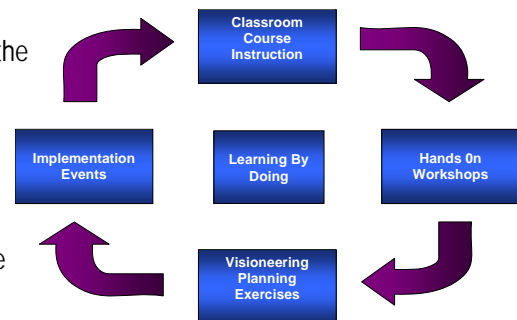 the
Classroom
Course
Instruction
Implementation
Events
Learning By
Doing
Hands 0n
Workshops
e
Visioneering
Planning
Exercises